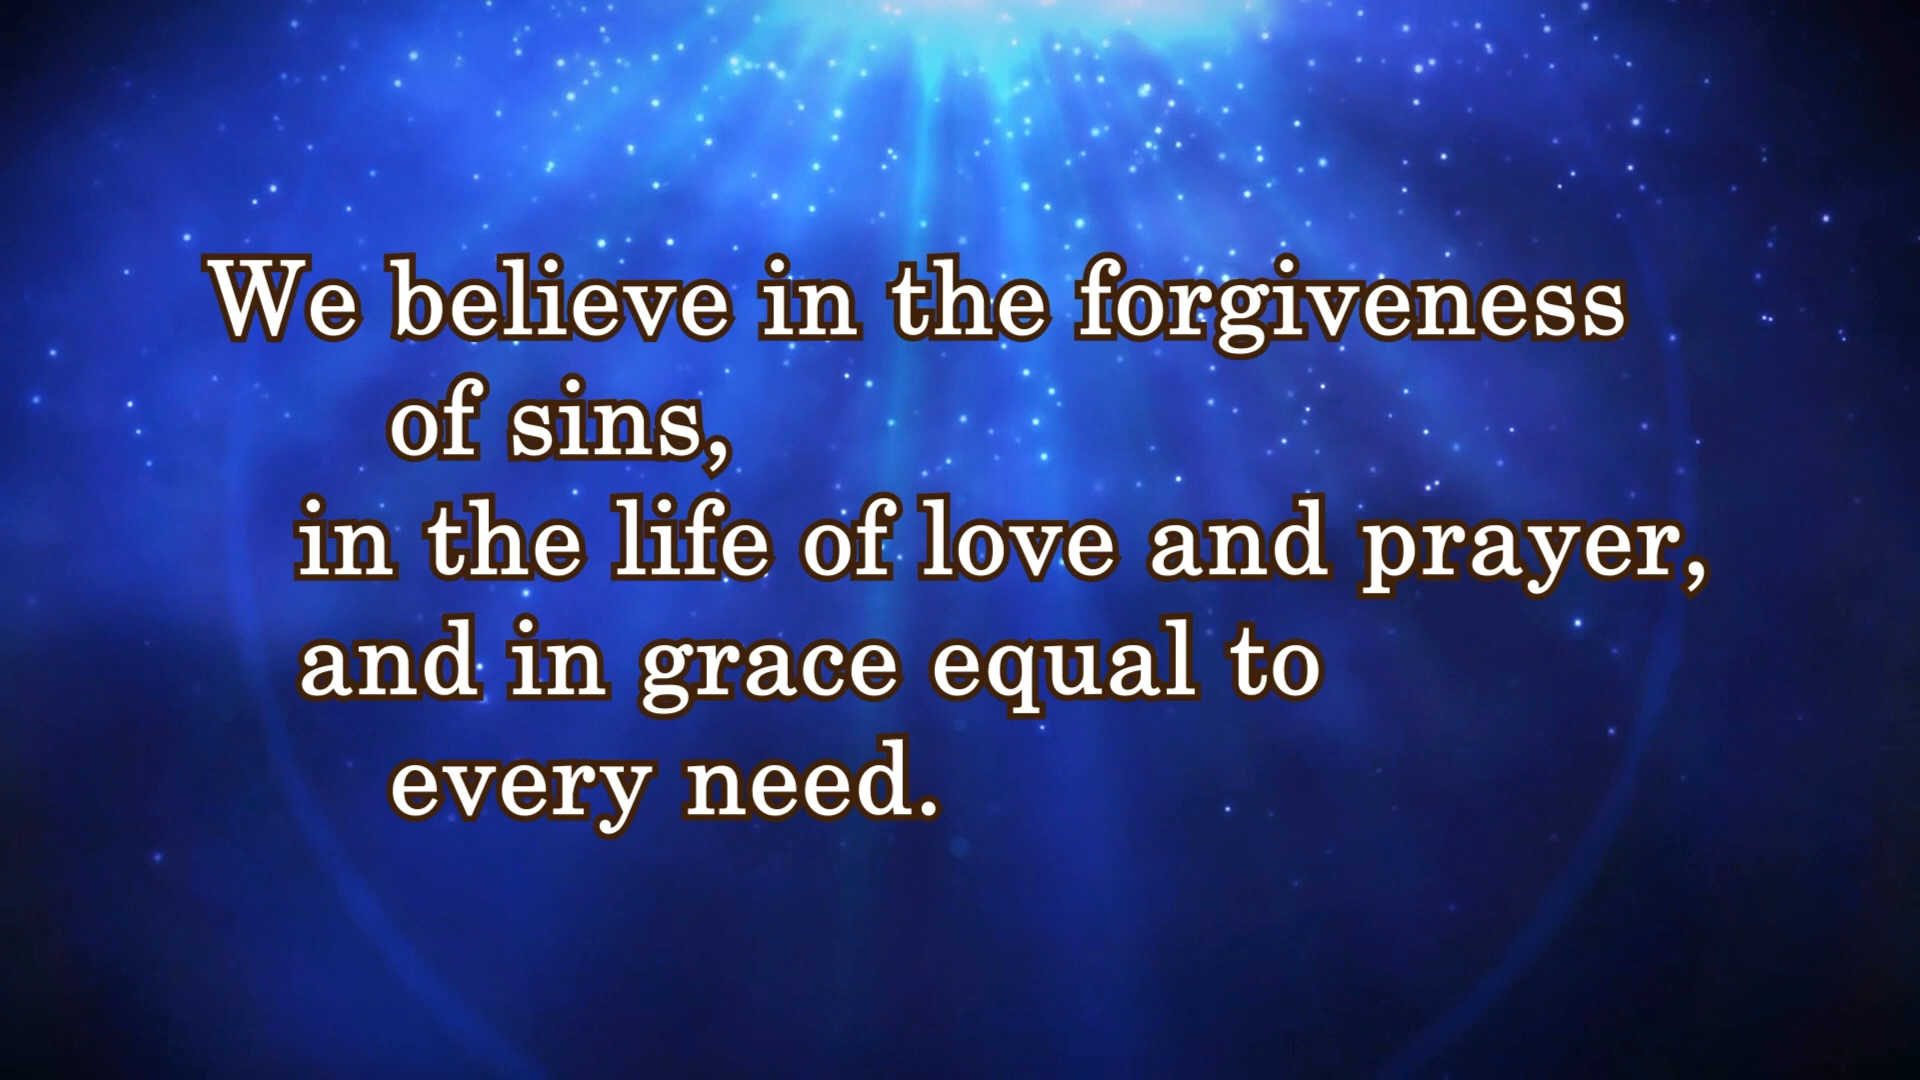 We believe in the forgiveness
of sins,
in the life of love and prayer,
and in grace equal to
every need.